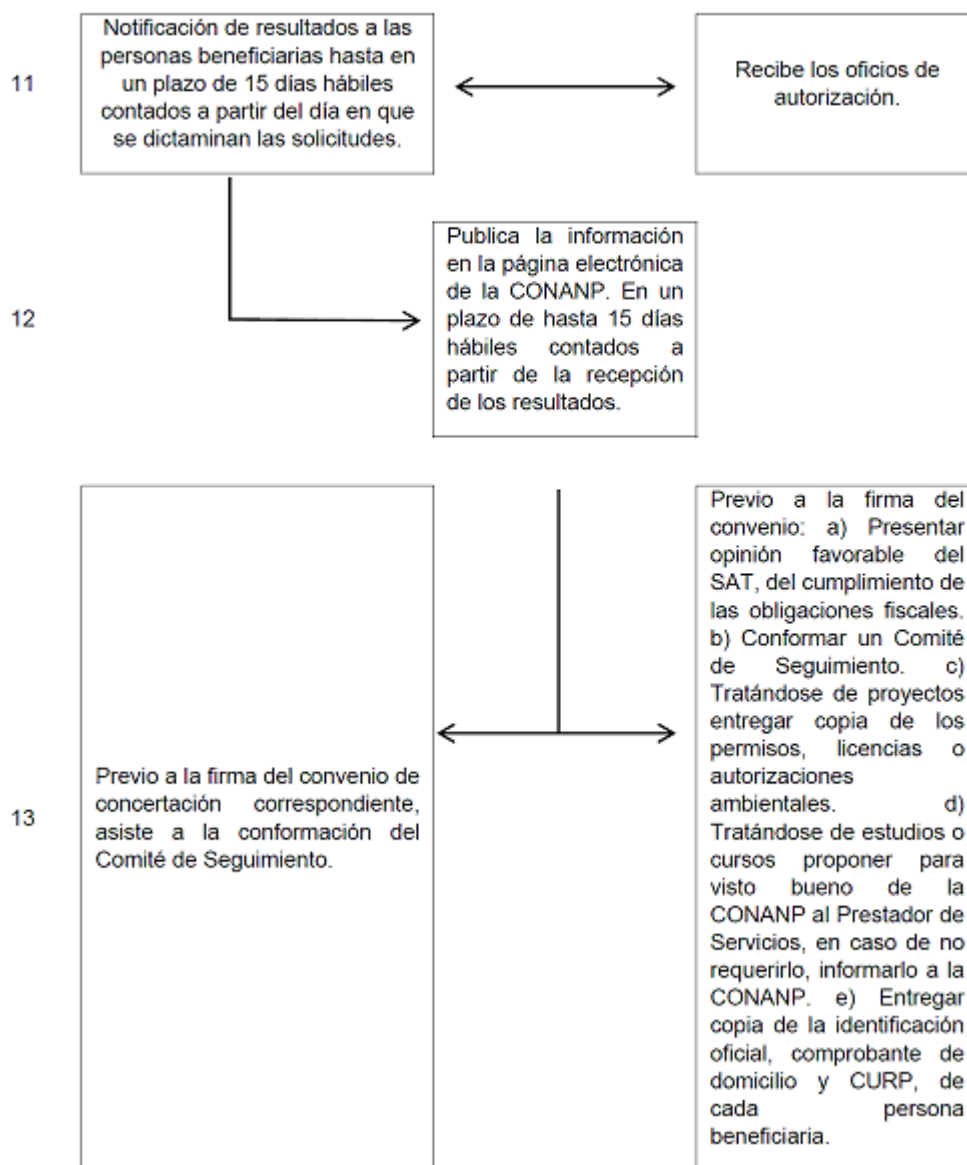 11
Notificación de resultados a las
personas beneficiarias hasta en
un plazo de 15 días hábiles
contados a partir del día en que
se dictaminan las solicitudes.
Recibe los oficios de
autorización.
12
Publica la información
en la página electrónica
de la CONANP. En un
plazo de hasta 15 días
hábiles contados a
partir de la recepción
de los resultados.
13
Previo a la firma del convenio de
concertación correspondiente,
asiste a la conformación del
Comité de Seguimiento.
Previo a la firma del
convenio: a) Presentar
opinión favorable del
SAT, del cumplimiento de
las obligaciones fiscales.
b) Conformar un Comité
de Seguimiento. c)
Tratándose de proyectos
entregar copia de los
permisos, licencias o
autorizaciones
ambientales. d)
Tratándose de estudios o
cursos proponer para
visto bueno de la
CONANP al Prestador de
Servicios, en caso de no
requerirlo, informarlo a la
CONANP. e) Entregar
copia de la identificación
oficial, comprobante de
domicilio y CURP, de
cada persona
beneficiaria.